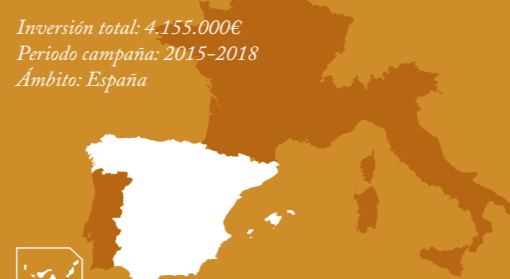 Inversión total: 4.155.000€
Periodo campaña: 2015-2018
Ámbito: España